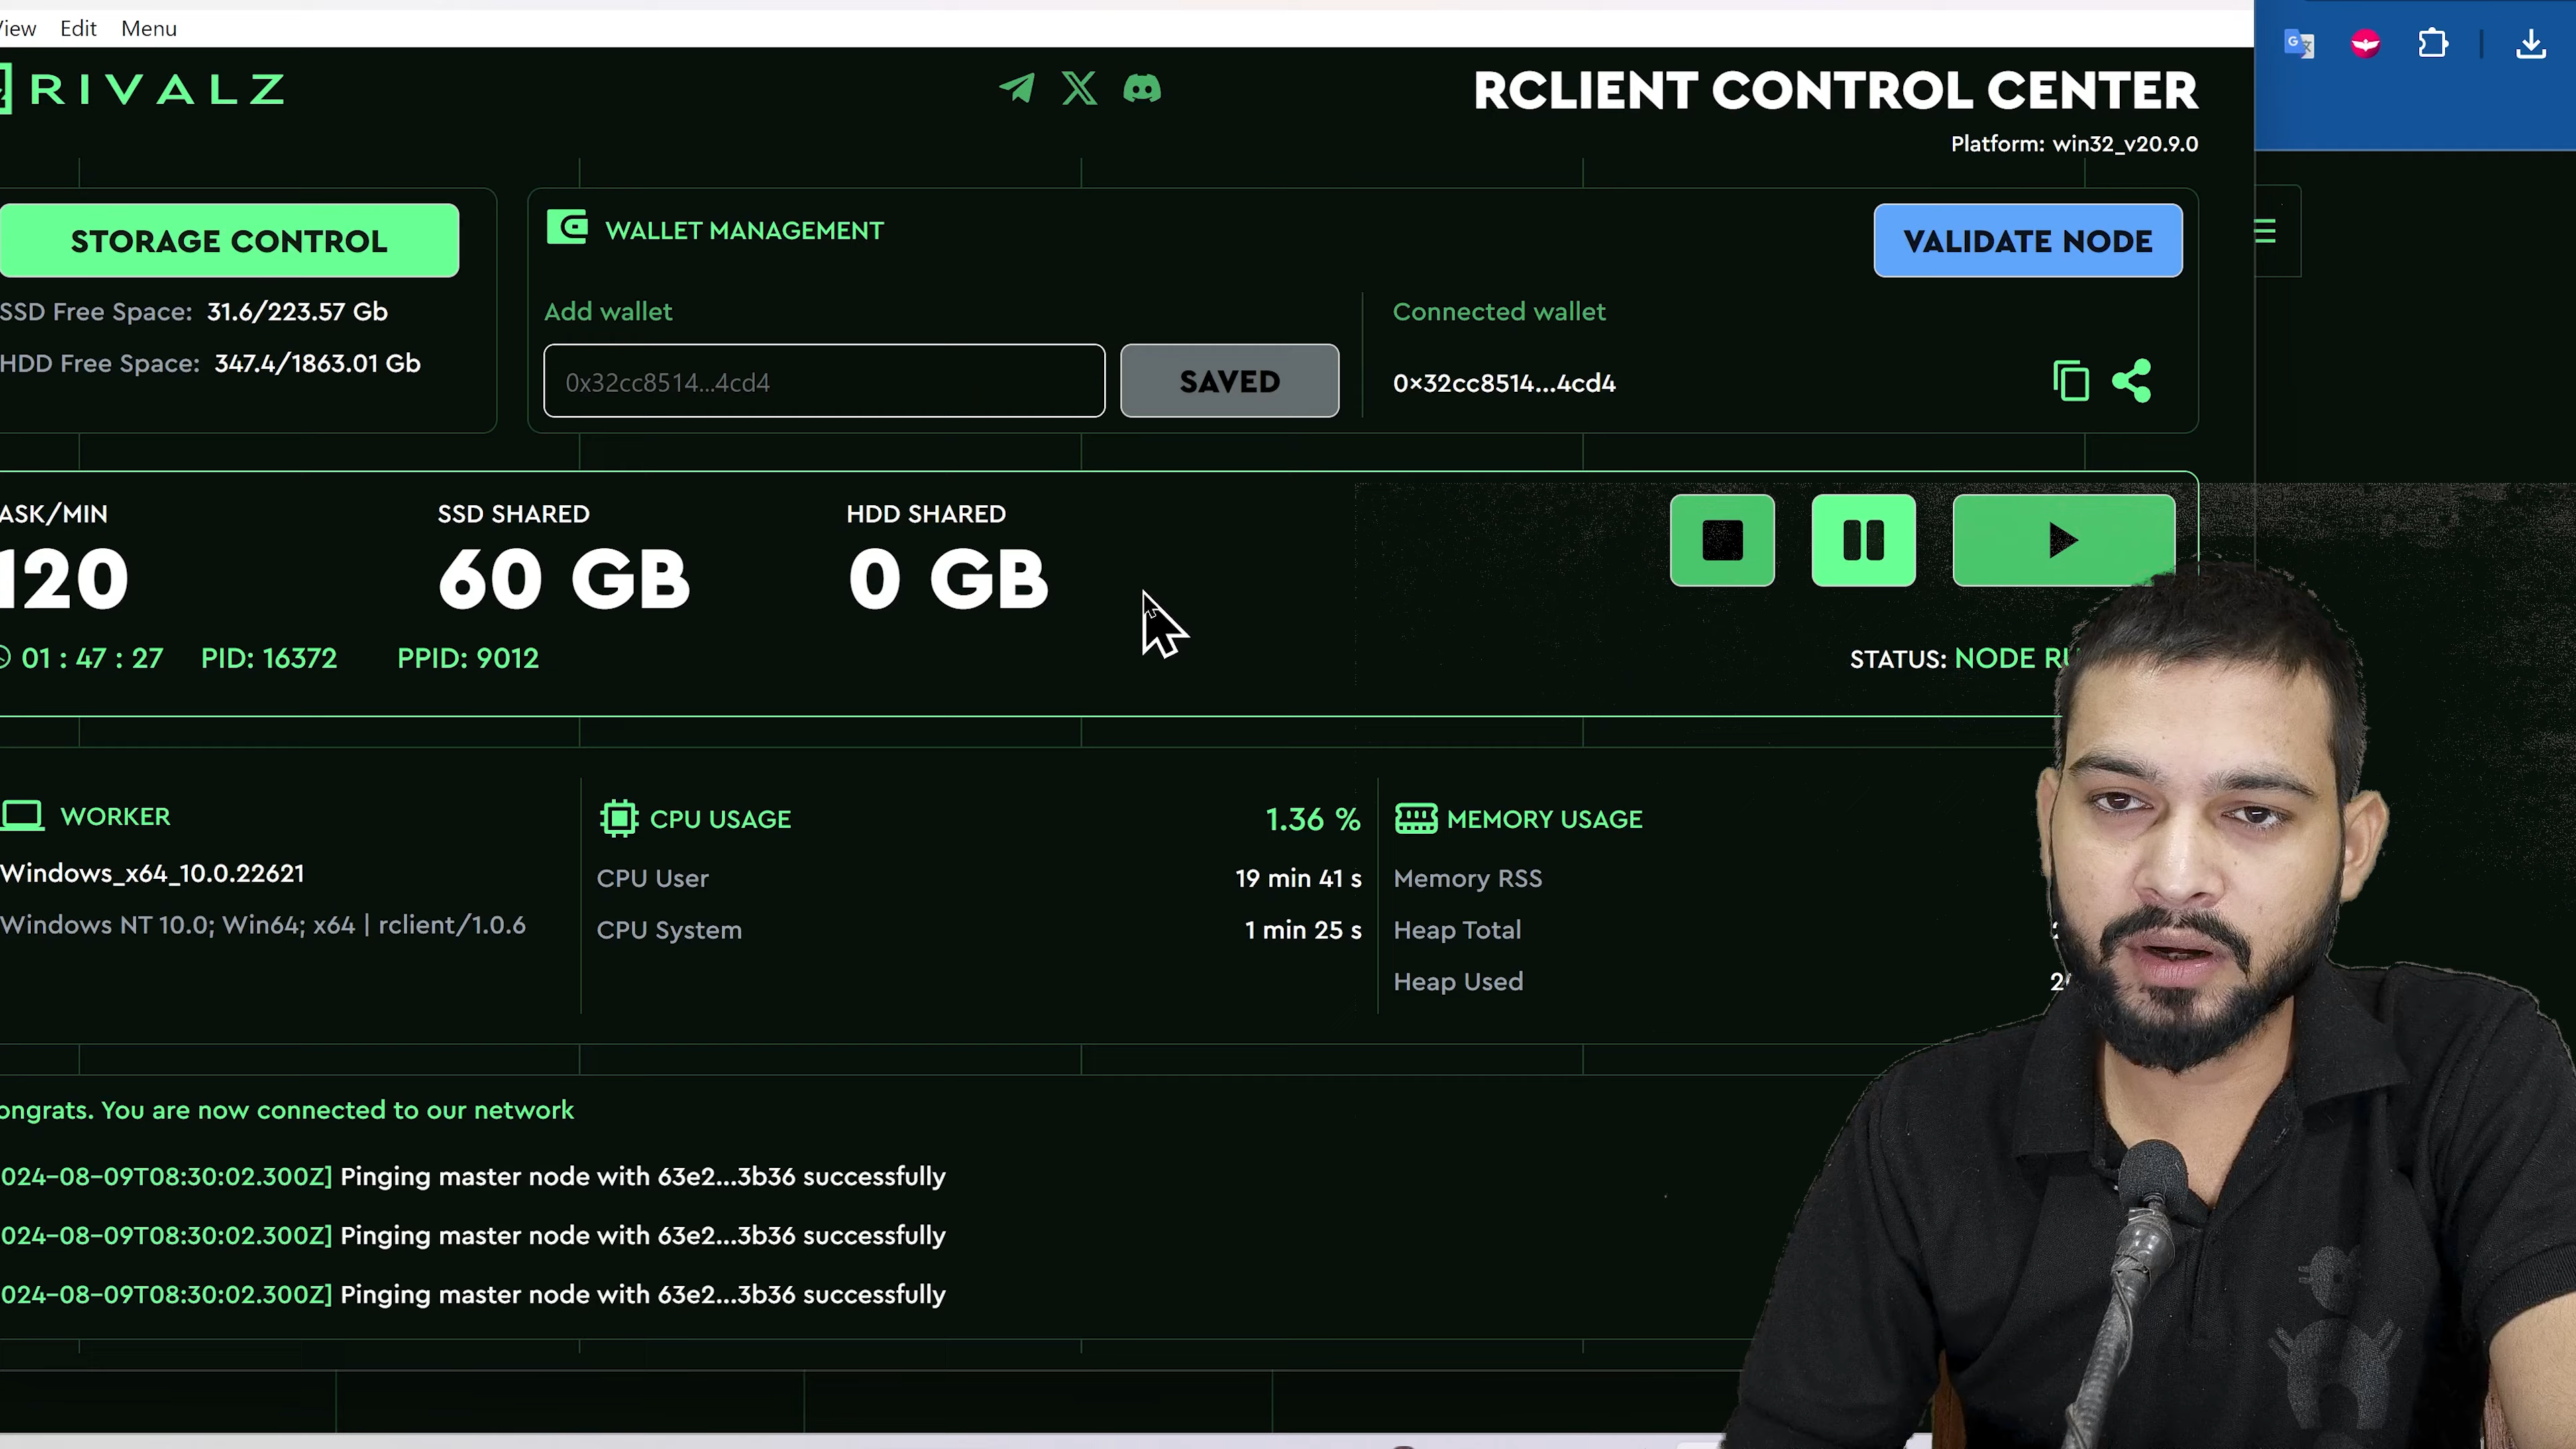 View Edit Menu
RIVALZ
RCLIENT CONTROL CENTER
Platform: win32_v20.9.0
STORAGE CONTROL
SSD Free Space: 31.6/223.57 Gb
HDD Free Space: 347.4/1863.01 Gb
WALLET MANAGEMENT
VALIDATE NODE
Add wallet
0x32cc8514...4cd4
SAVED
Connected wallet
0×32cc8514...4cd4
ASK/MIN
120
SSD SHARED
60 GB
HDD SHARED
0 GB
01 : 47 : 27 PID: 16372 PPID: 9012
STATUS: NODE
WORKER
Windows_x64_10.0.22621
Windows NT 10.0; Win64; x64 | rclient/1.0.6
CPU USAGE 1.36 %
CPU User 19 min 41 s
CPU System 1 min 25 s
MEMORY USAGE
Memory RSS
Heap Total
Heap Used
ongrats. You are now connected to our network
024-08-09T08:30:02.300Z] Pinging master node with 63e2...3b36 successfully
024-08-09T08:30:02.300Z] Pinging master node with 63e2...3b36 successfully
024-08-09T08:30:02.300Z] Pinging master node with 63e2...3b36 successfully